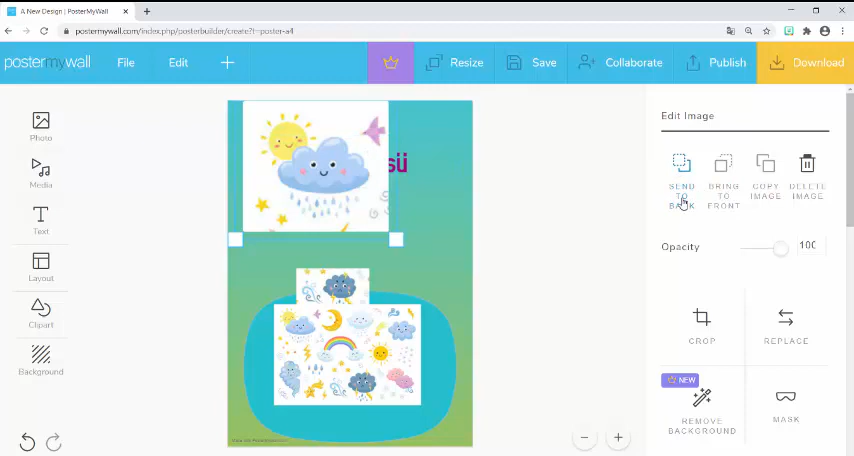 A New Design | PosterMyWall
postermywall.com/index.php/posterbuilder/create?t=poster-a4
postermywall
File
Edit
Resize
Save
Collaborate
Publish
Download
Photo
Media
Text
Layout
Clipart
Background
sü
Edit Image
SEND TO BACK
BRING TO FRONT
COPY IMAGE
DELETE IMAGE
Opacity
100
CROP
REPLACE
NEW
REMOVE BACKGROUND
MASK